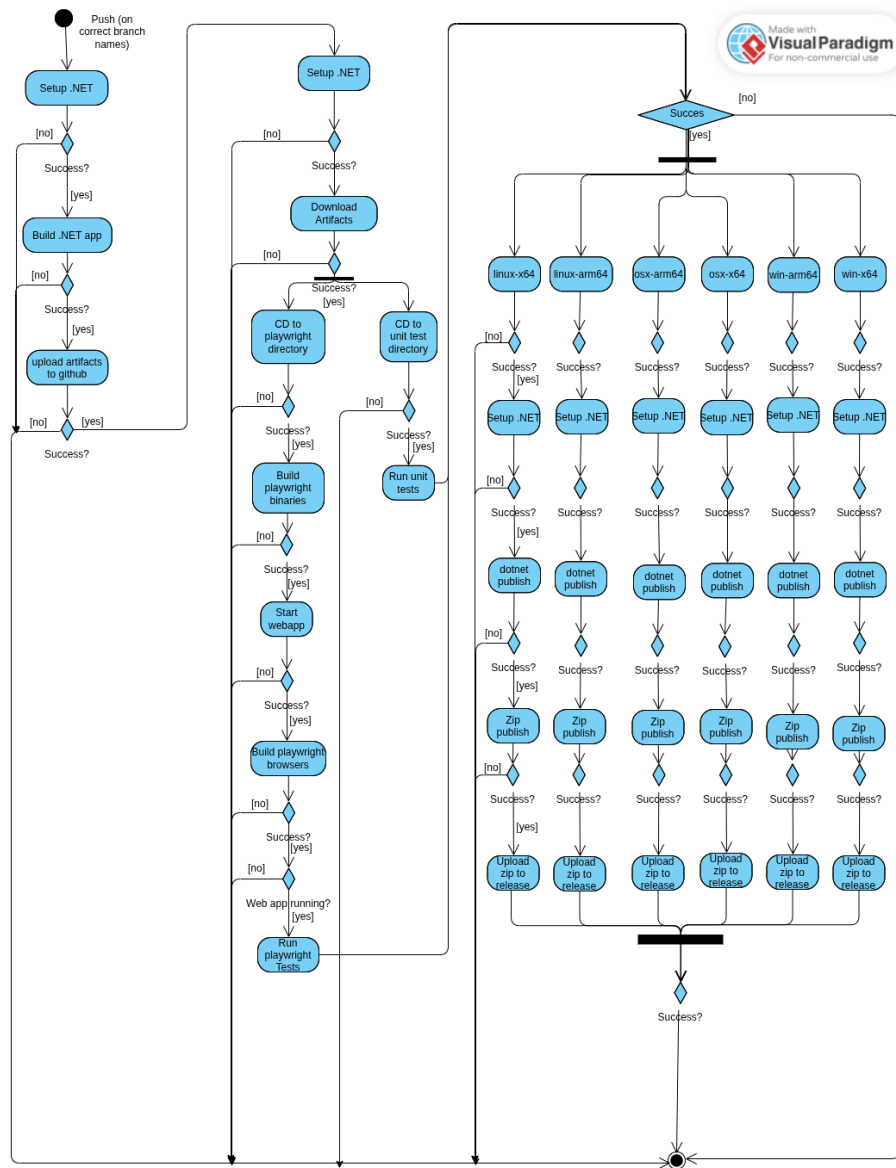 Push (on
correct branch
names)
Setup .NET
[no]
Success?
[yes]
Build .NET app
[no]
Success?
[yes]
upload artifacts
to github
[no]
[yes]
Success?
Setup .NET
[no]
Success?
Download
Artifacts
[no]
Success?
[yes]
CD to
playwright
directory
[no]
Success?
[yes]
Build
playwright
binaries
[no]
Success?
[yes]
Start
webapp
[no]
Success?
[yes]
Build playwright
browsers
[no]
Success?
[yes]
[no]
Web app running?
[yes]
Run
playwright
Tests
CD to
unit test
directory
[no]
Success?
[yes]
Run unit
tests
Made with
Visual Paradigm
For non-commercial use
Succes
[no]
[yes]
linux-x64
linux-arm64
osx-arm64
osx-x64
win-arm64
win-x64
[no]
Success?
Success?
Success?
Success?
Success?
Success?
[yes]
Setup .NET
Setup .NET
Setup .NET
Setup .NET
Setup .NET
Setup .NET
[no]
Success?
Success?
Success?
Success?
Success?
Success?
[yes]
dotnet
publish
dotnet
publish
dotnet
publish
dotnet
publish
dotnet
publish
dotnet
publish
[no]
Success?
Success?
Success?
Success?
Success?
Success?
[yes]
Zip
publish
Zip
publish
Zip
publish
Zip
publish
Zip
publish
Zip
publish
[no]
Success?
Success?
Success?
Success?
Success?
Success?
[yes]
Upload
zip to
release
Upload
zip to
release
Upload
zip to
release
Upload
zip to
release
Upload
zip to
release
Upload
zip to
release
Success?